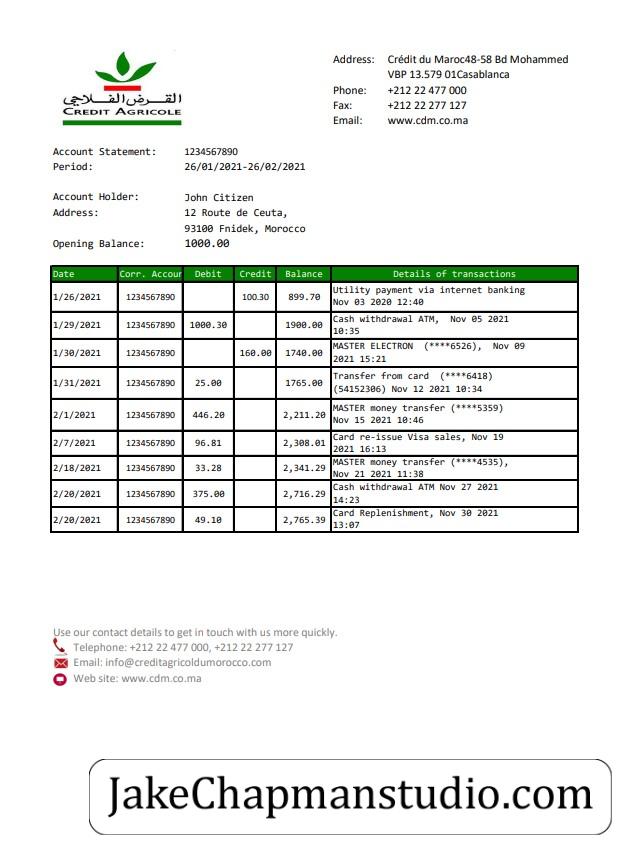 القرض الفلاحي
CREDIT AGRICOLE
Address: Crédit du Maroc48-58 Bd Mohammed
VBP 13.579 01Casablanca
Phone: +212 22 477 000
Fax: +212 22 277 127
Email: www.cdm.co.ma
Account Statement: 1234567890
Period: 26/01/2021-26/02/2021
Account Holder: John Citizen
Address: 12 Route de Ceuta,
93100 Fnidek, Morocco
Opening Balance: 1000.00
Date Corr. Accour Debit Credit Balance Details of transactions
1/26/2021 1234567890 100.30 899.70 Utility payment via internet banking
Nov 03 2020 12:40
1/29/2021 1234567890 1000.30 1900.00 Cash withdrawal ATM, Nov 05 2021
10:35
1/30/2021 1234567890 160.00 1740.00 MASTER ELECTRON (****6526), Nov 09
2021 15:21
1/31/2021 1234567890 25.00 1765.00 Transfer from card (****6418)
(54152306) Nov 12 2021 10:34
2/1/2021 1234567890 446.20 2,211.20 MASTER money transfer (****5359)
Nov 15 2021 10:46
2/7/2021 1234567890 96.81 2,308.01 Card re-issue Visa sales, Nov 19
2021 16:13
2/18/2021 1234567890 33.28 2,341.29 MASTER money transfer (****4535),
Nov 21 2021 11:38
2/20/2021 1234567890 375.00 2,716.29 Cash withdrawal ATM Nov 27 2021
14:23
2/20/2021 1234567890 49.10 2,765.39 Card Replenishment, Nov 30 2021
13:07
Use our contact details to get in touch with us more quickly.
Telephone: +212 22 477 000, +212 22 277 127
Email: info@creditagricoldumorocco.com
Web site: www.cdm.co.ma
JakeChapmanstudio.com